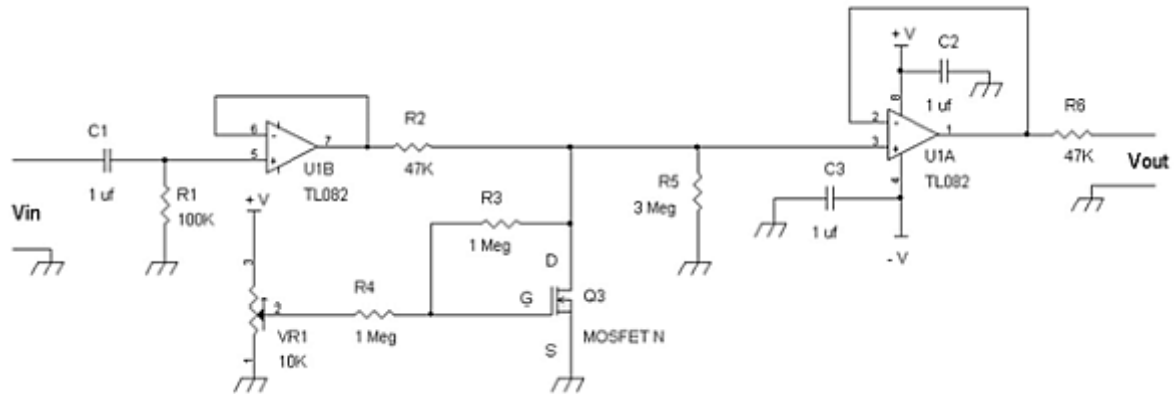 + V
C2
8
1 uf
2
-
3
+
1
U1A
TL082
4
R6
47K
Vout
C1
1 uf
R1
100K
Vin
6
-
5
+
7
U1B
TL082
R2
47K
R3
1 Meg
R5
3 Meg
C3
1 uf
- V
+ V
3
2
1
VR1
10K
R4
1 Meg
D
G
S
Q3
MOSFET N